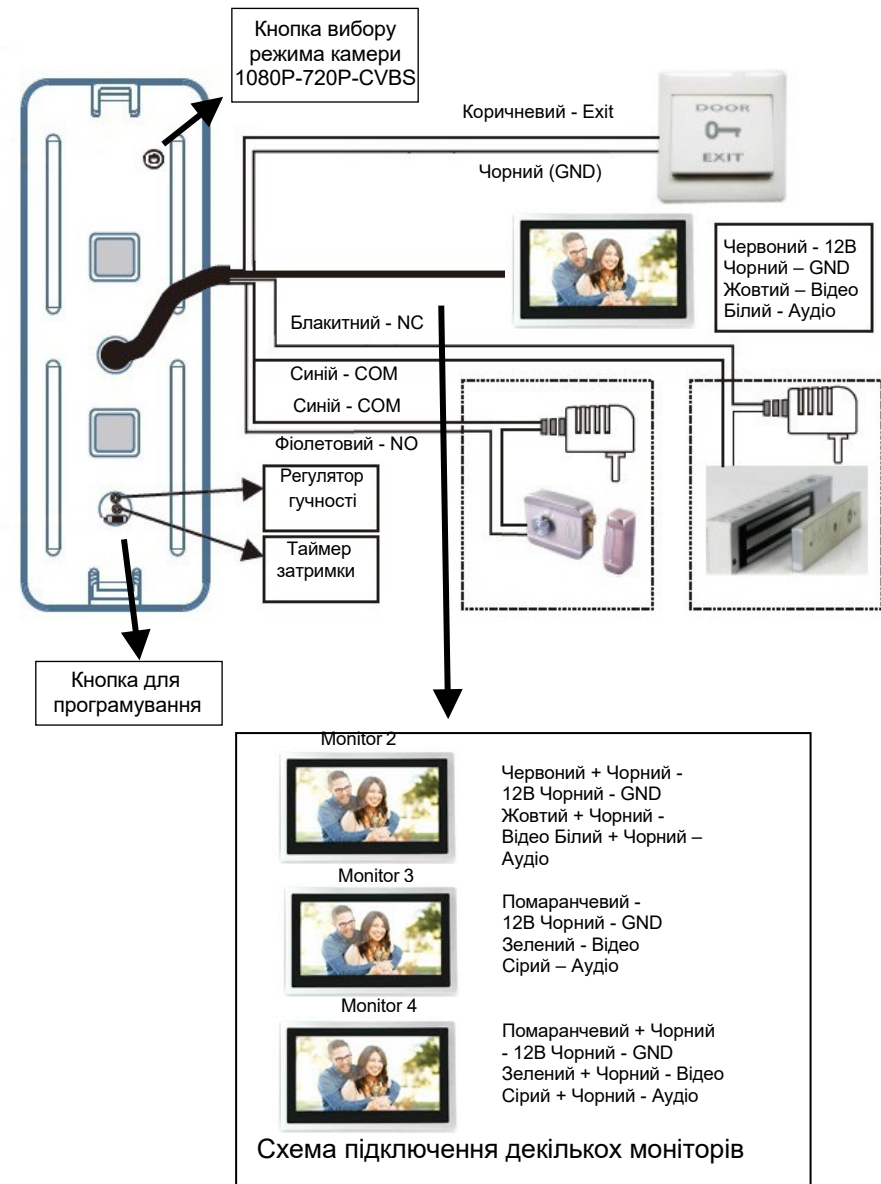 Кнопка вибору
режима камери
1080P-720P-CVBS
Коричневий - Exit
DOOR
EXIT
Чорний (GND)
Червоний - 12В
Чорний – GND
Жовтий – Відео
Білий - Аудіо
Блакитний - NC
Синій - COM
Синій - COM
Фіолетовий - NO
Регулятор
гучності
Таймер
затримки
Кнопка для
програмування
Monitor 2
Червоний + Чорний -
12В Чорний - GND
Жовтий + Чорний -
Відео Білий + Чорний –
Аудіо
Monitor 3
Помаранчевий -
12В Чорний - GND
Зелений - Відео
Сірий – Аудіо
Monitor 4
Помаранчевий + Чорний
- 12В Чорний - GND
Зелений + Чорний - Відео
Сірий + Чорний - Аудіо
Схема підключення декількох моніторів